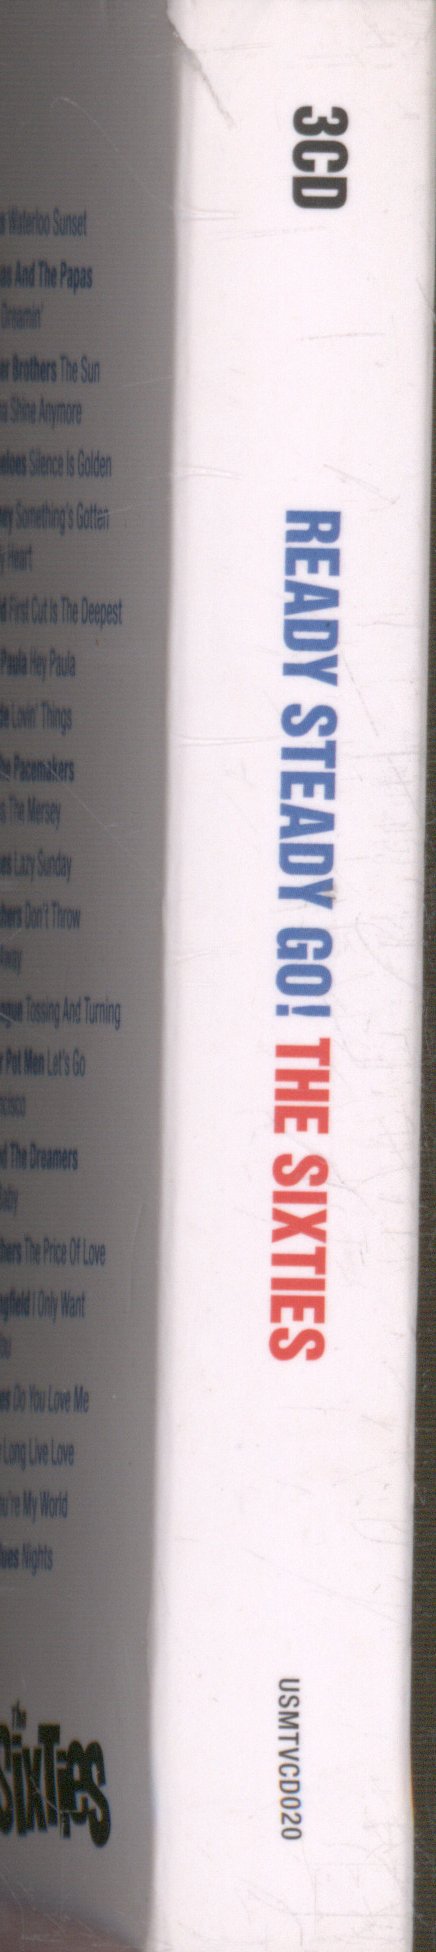 3CD
READY STEADY GO! THE SIXTIES
USMTVCD020
Waterloo Sunset
And The Papas
Dreamin'
Brothers The Sun
Shine Anymore
Silence Is Golden
Something's Gotten
Heart
First Cut Is The Deepest
Paula Hey Paula
Lovin' Things
The Pacemakers
The Mersey
Lazy Sunday
Don't Throw
Away
Tossing And Turning
Pot Men Let's Go
The Dreamers
Baby
The Price Of Love
I Only Want
Do You Love Me
Long Live Love
You're My World
Nights
the
SixTies